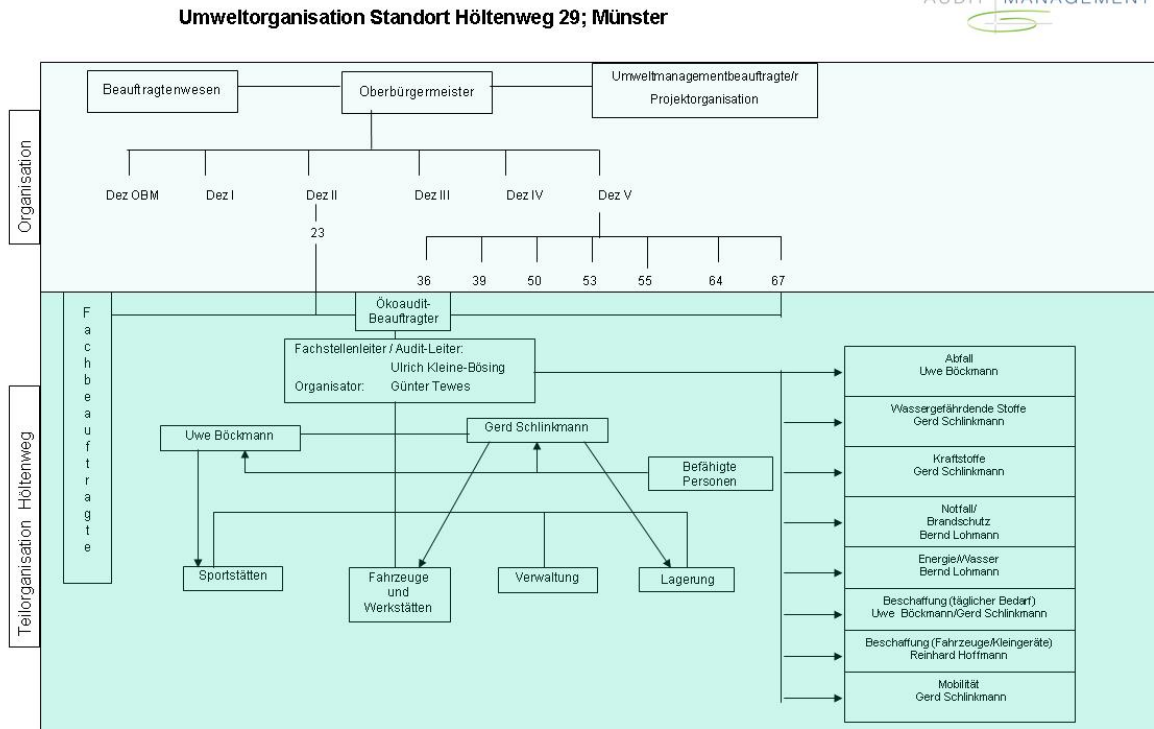 Umweltorganisation Standort Höltenweg 29; Münster
AUDIT MANAGEMENT
Organisation
Beauftragtenwesen
Oberbürgermeister
Umweltmanagementbeauftragte/r
Projektorganisation
Dez OBM
Dez I
Dez II
Dez III
Dez IV
Dez V
23
36
39
50
53
55
64
67
Teilorganisation Höltenweg
Fachbeauftragte
Ökoaudit-
Beauftragter
Fachstellenleiter / Audit-Leiter:
Ulrich Kleine-Bösing
Organisator: Günter Tewes
Uwe Böckmann
Gerd Schlinkmann
Befähigte
Personen
Sportstätten
Fahrzeuge
und
Werkstätten
Verwaltung
Lagerung
Abfall
Uwe Böckmann
Wassergefährdende Stoffe
Gerd Schlinkmann
Kraftstoffe
Gerd Schlinkmann
Notfall/
Brandschutz
Bernd Lohmann
Energie/Wasser
Bernd Lohmann
Beschaffung (täglicher Bedarf)
Uwe Böckmann/Gerd Schlinkmann
Beschaffung (Fahrzeuge/Kleingeräte)
Reinhard Hoffmann
Mobilität
Gerd Schlinkmann